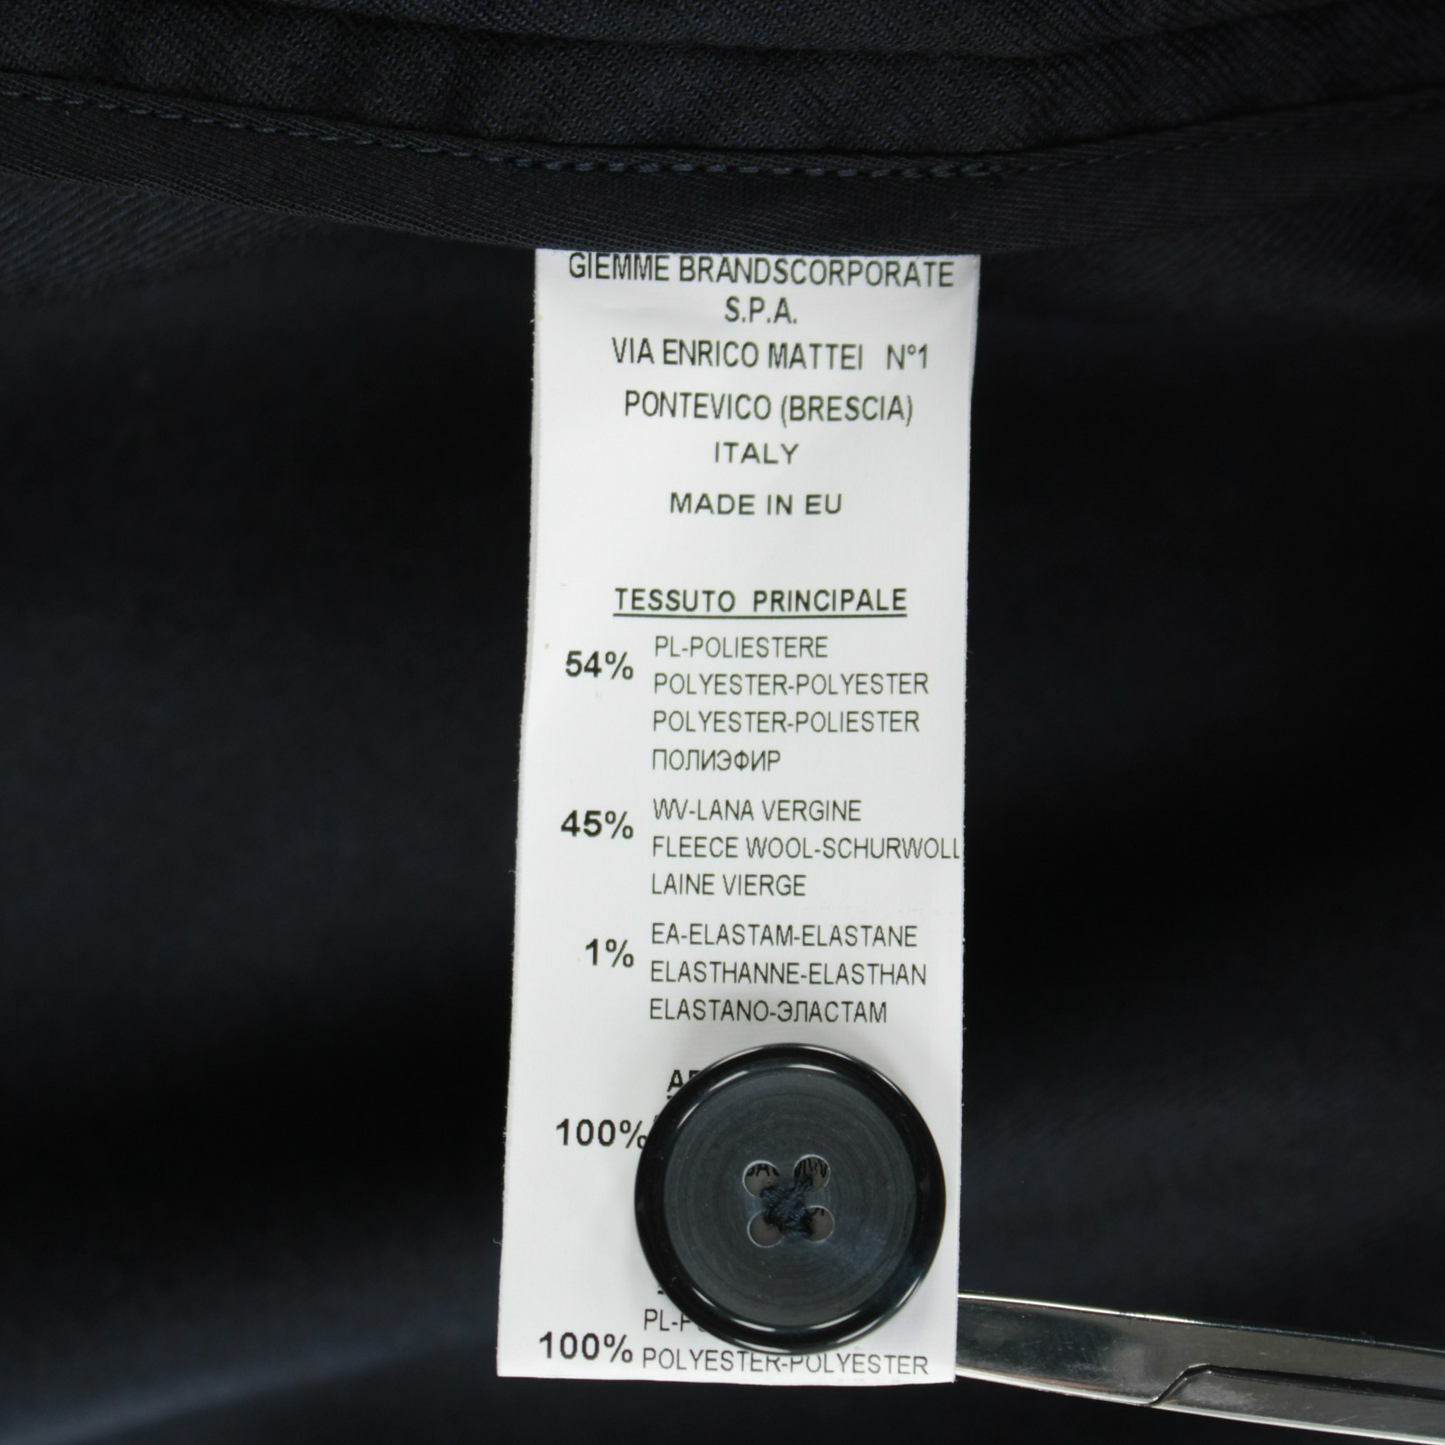 GIEMME BRANDSCORPORATE
S.P.A.
VIA ENRICO MATTEI N°1
PONTEVICO (BRESCIA)
ITALY
MADE IN EU
TESSUTO PRINCIPALE
54% PL-POLIESTERE
POLYESTER-POLYESTER
POLYESTER-POLIESTER
ПОЛИЭФИР
45% WV-LANA VERGINE
FLEECE WOOL-SCHURWOLL
LAINE VIERGE
1% EA-ELASTAM-ELASTANE
ELASTHANNE-ELASTHAN
ELASTANO-ЭЛАСТАМ
100%
100% POLYESTER-POLYESTER